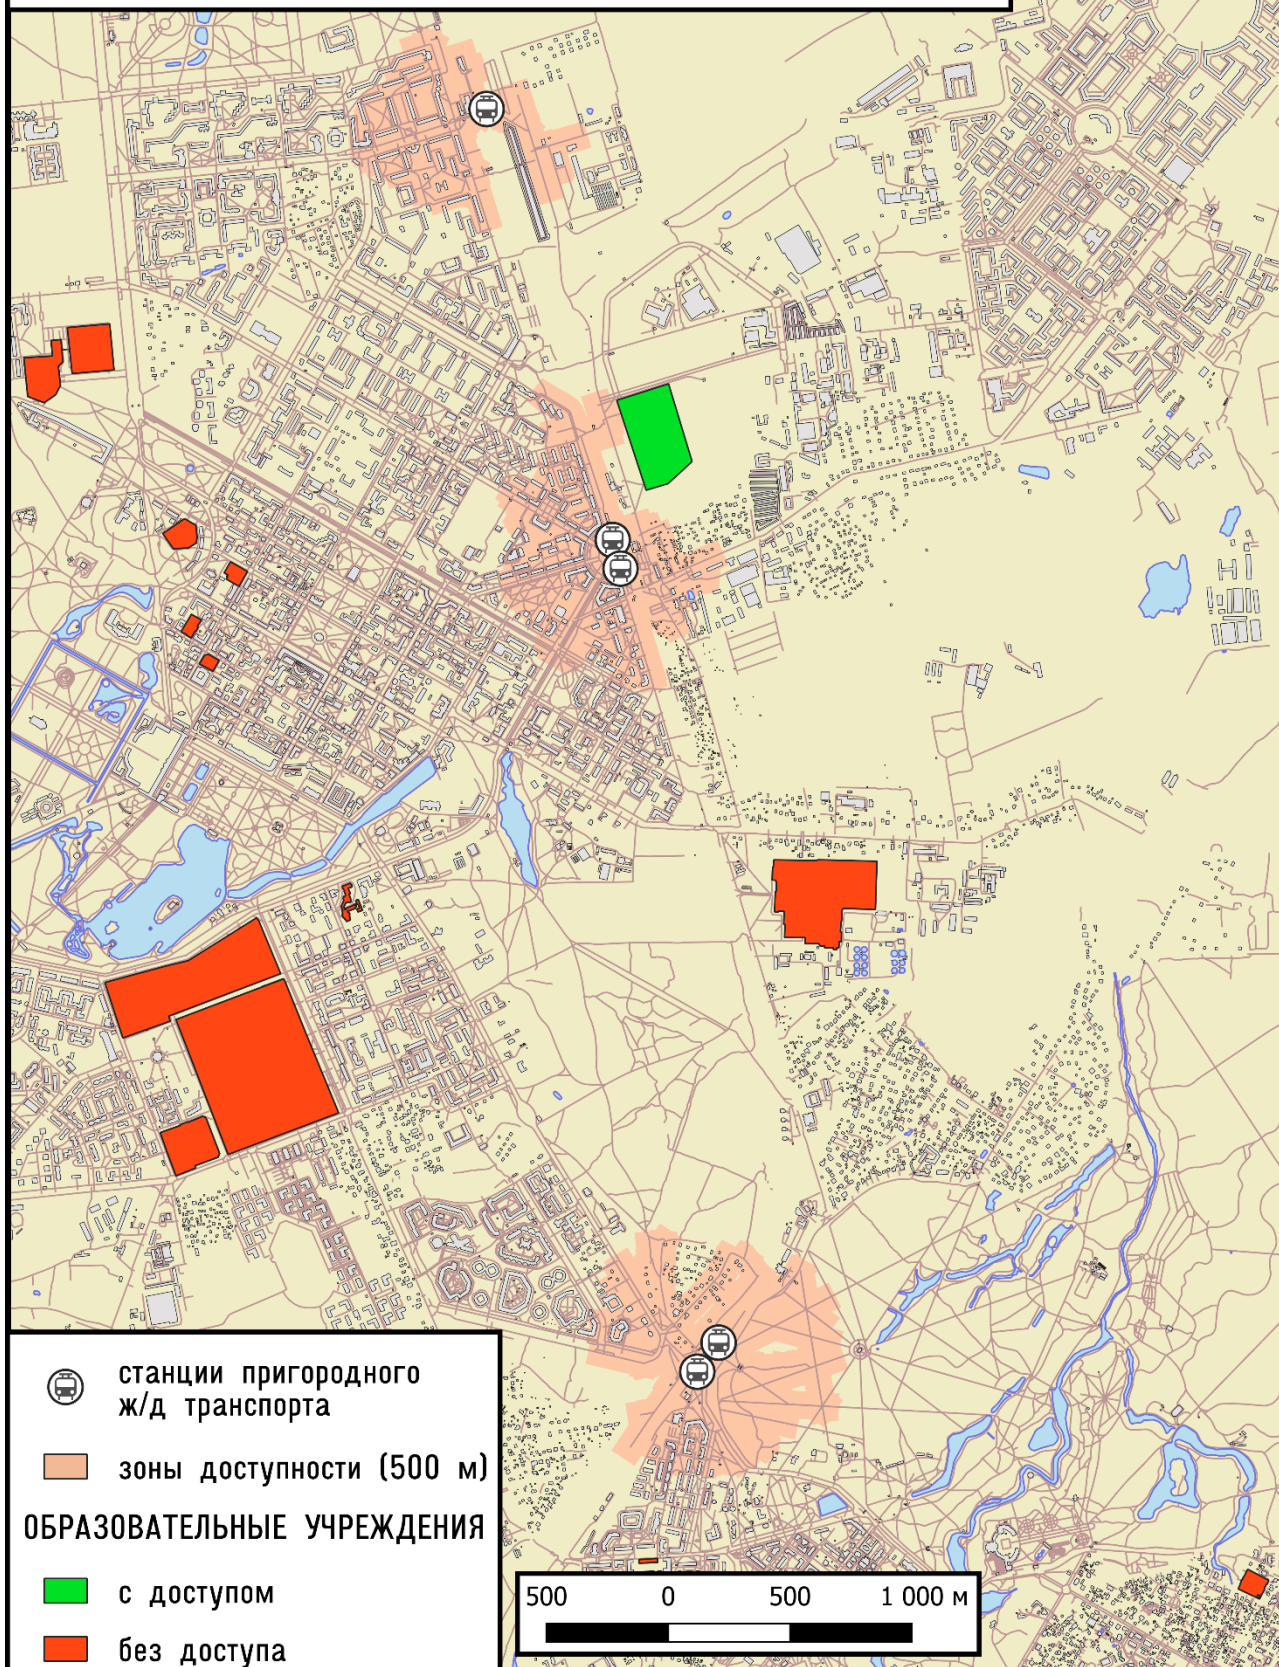 станции пригородного
ж/д транспорта
зоны доступности (500 м)
ОБРАЗОВАТЕЛЬНЫЕ УЧРЕЖДЕНИЯ
с доступом
без доступа
500 0 500 1 000 м